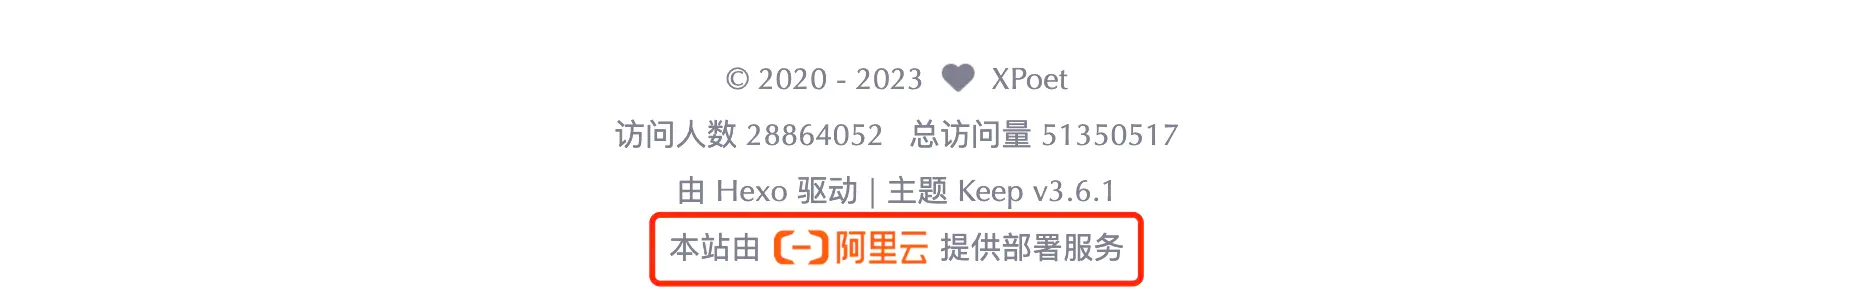 © 2020 - 2023 XPoet
访问人数 28864052 总访问量 51350517
由 Hexo 驱动 | 主题 Keep v3.6.1
本站由 阿里云 提供部署服务